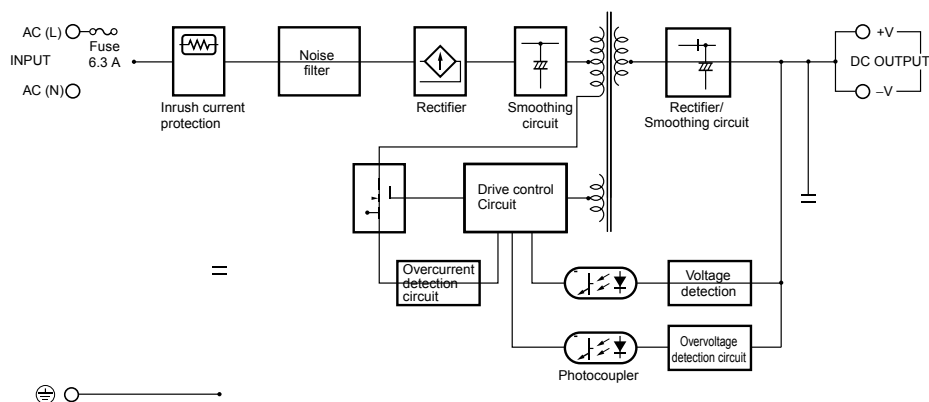 AC (L)
Fuse
6.3 A
INPUT
AC (N)
Inrush current
protection
Noise
filter
Rectifier
Smoothing
circuit
Rectifier/
Smoothing circuit
+V
DC OUTPUT
–V
Drive control
Circuit
Overcurrent
detection
circuit
Voltage
detection
Overvoltage
detection circuit
Photocoupler